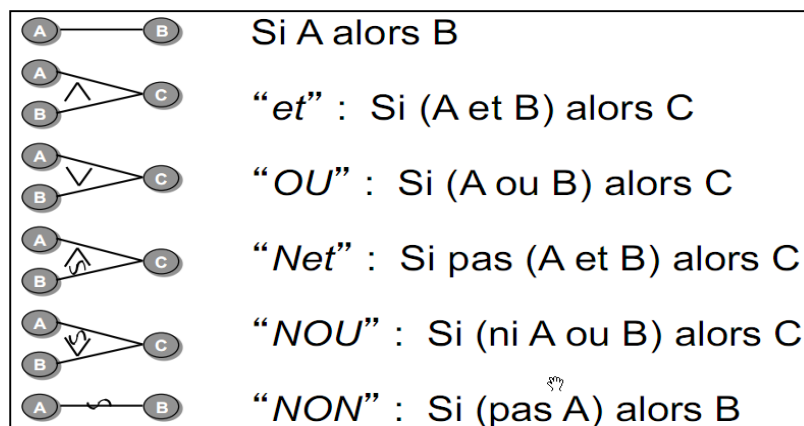 A B Si A alors B
A
B C "et" : Si (A et B) alors C
A
B C "OU" : Si (A ou B) alors C
A
B C "Net" : Si pas (A et B) alors C
A
B C "NOU" : Si (ni A ou B) alors C
A B "NON" : Si (pas A) alors B